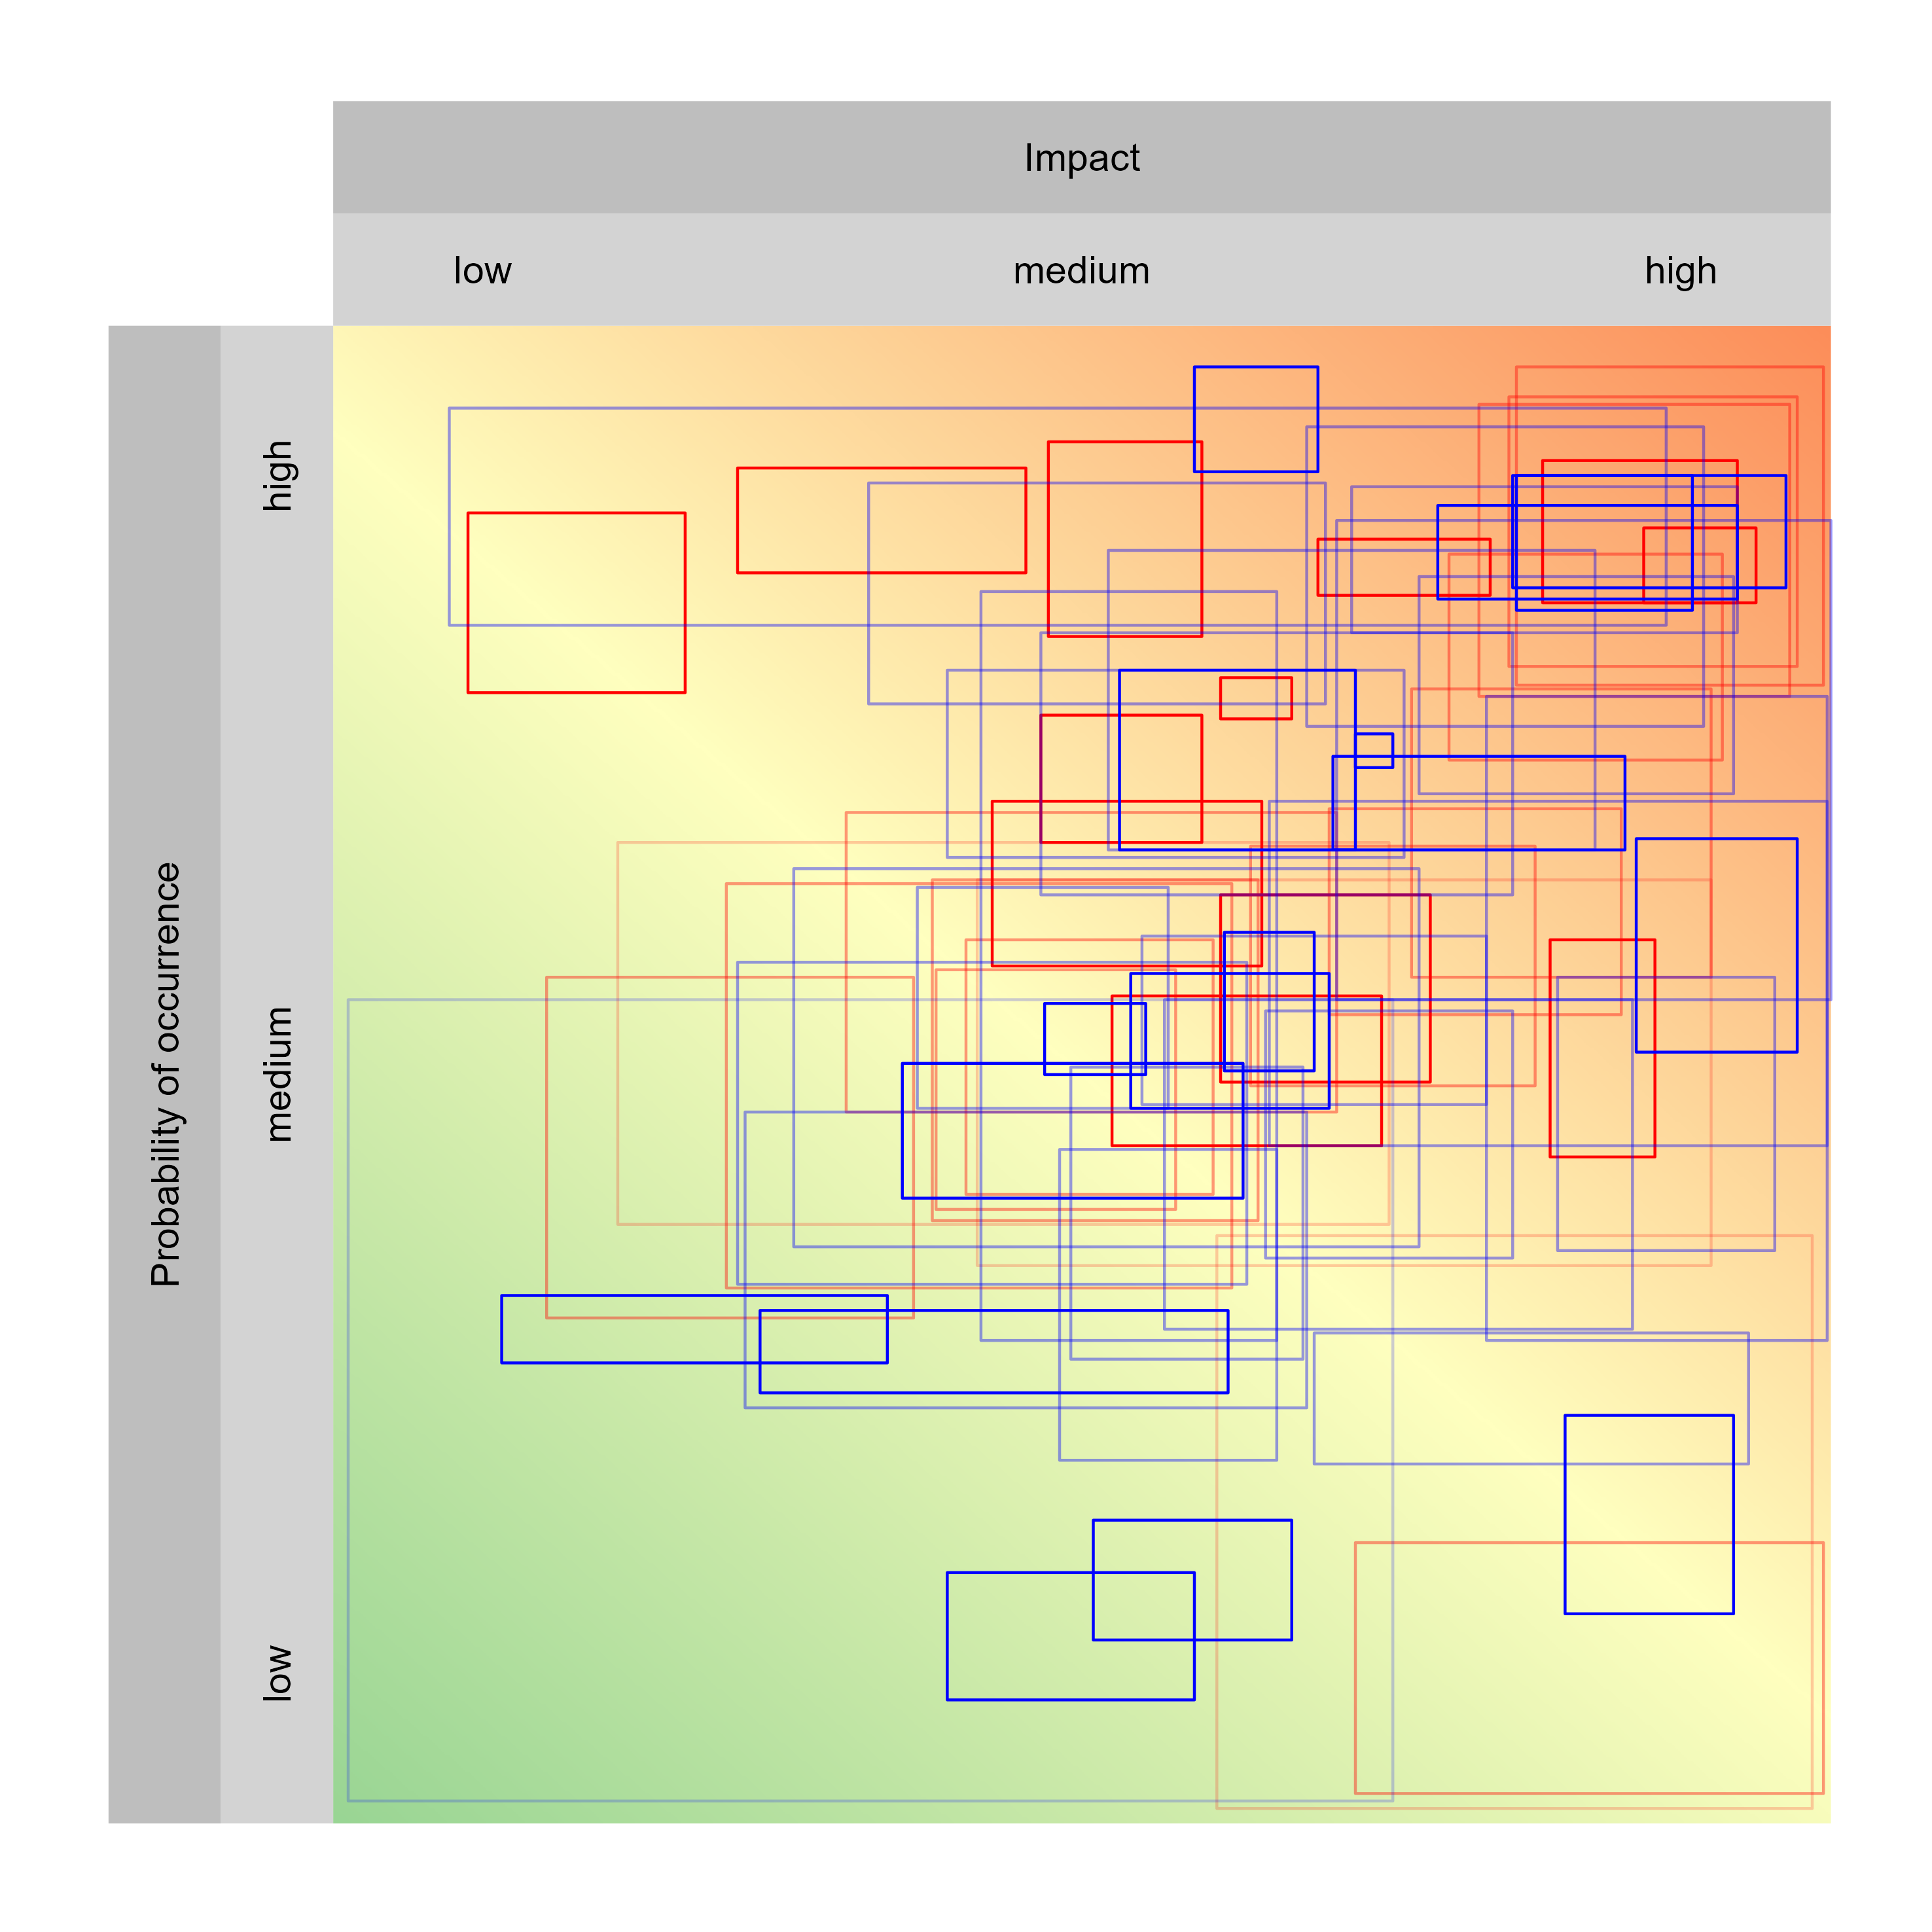 Impact
low
medium
high
Probability of occurrence
high
medium
low